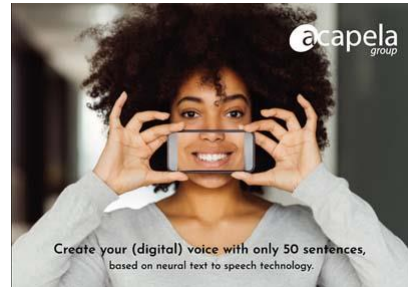 acapela
group
Create your (digital) voice with only 50 sentences,
based on neural text to speech technology.